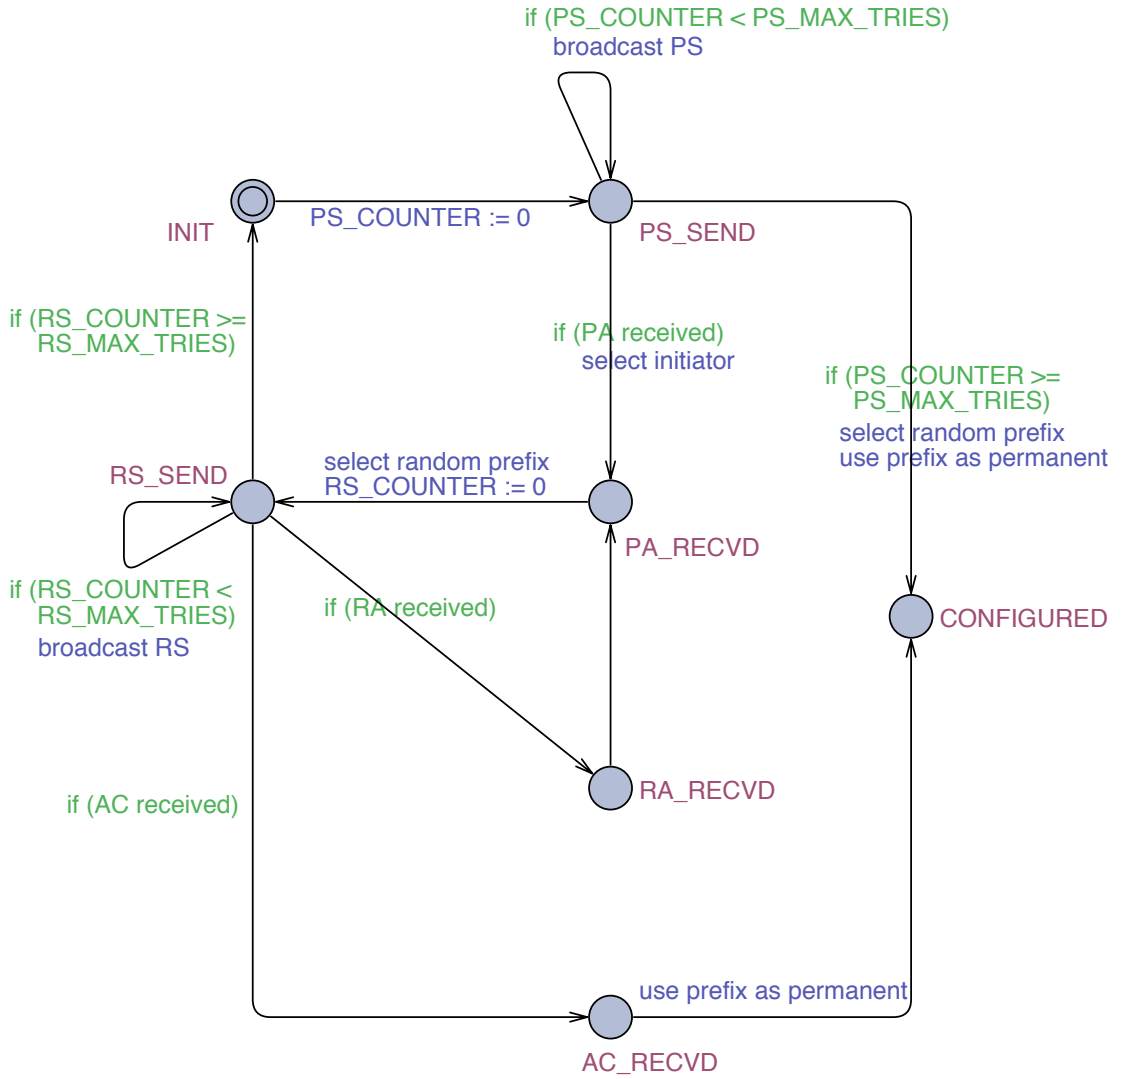 if (PS_COUNTER < PS_MAX_TRIES)
broadcast PS
INIT
PS_COUNTER := 0
PS_SEND
if (RS_COUNTER >=
RS_MAX_TRIES)
if (PA received)
select initiator
if (PS_COUNTER >=
PS_MAX_TRIES)
select random prefix
use prefix as permanent
RS_SEND
select random prefix
RS_COUNTER := 0
PA_RECVD
if (RS_COUNTER <
RS_MAX_TRIES)
broadcast RS
if (RA received)
CONFIGURED
RA_RECVD
if (AC received)
use prefix as permanent
AC_RECVD